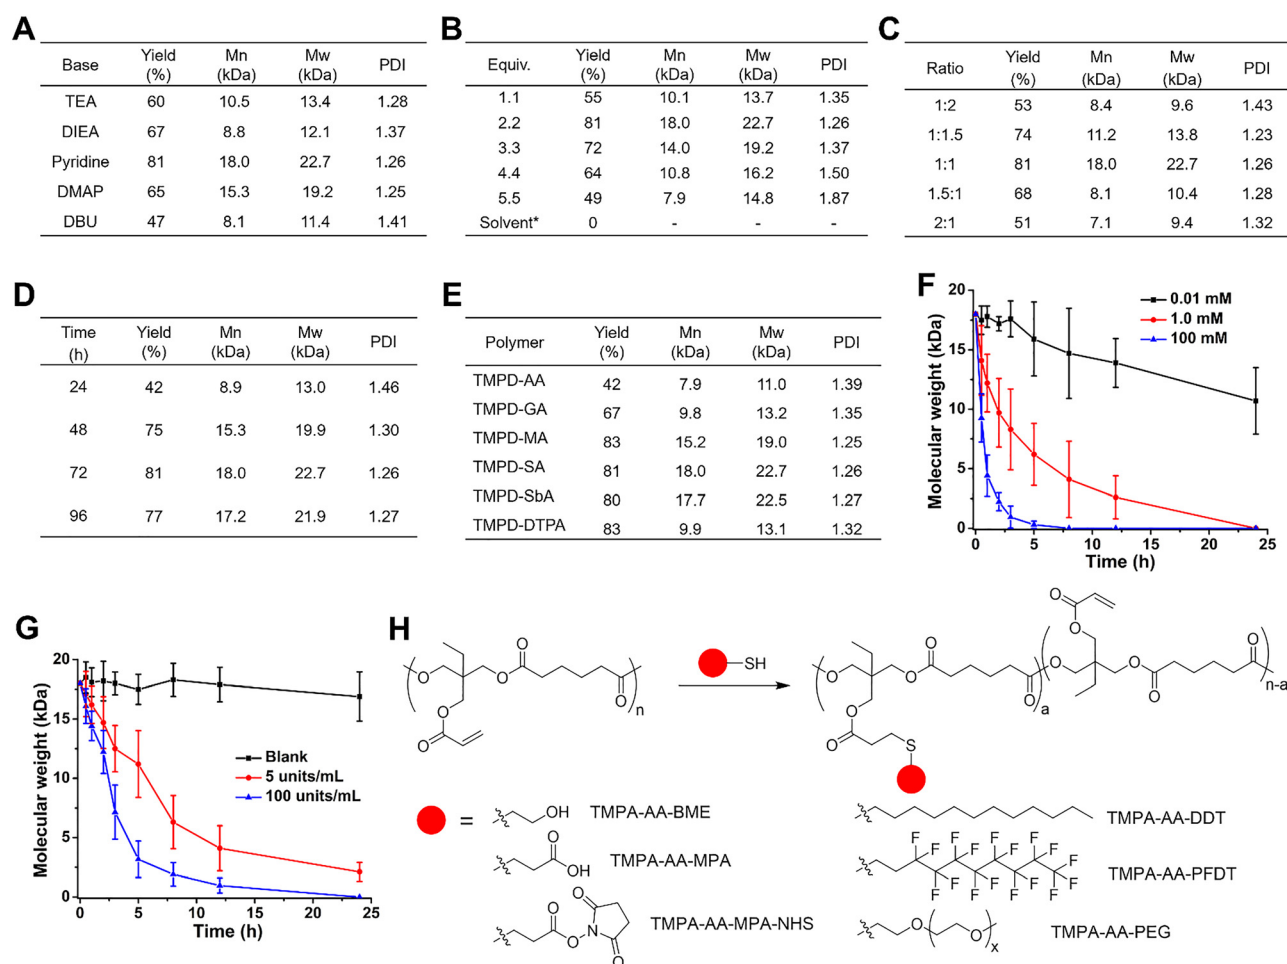 A
Base Yield (%) Mn (kDa) Mw (kDa) PDI
TEA 60 10.5 13.4 1.28
DIEA 67 8.8 12.1 1.37
Pyridine 81 18.0 22.7 1.26
DMAP 65 15.3 19.2 1.25
DBU 47 8.1 11.4 1.41
B
Equiv. Yield (%) Mn (kDa) Mw (kDa) PDI
1.1 55 10.1 13.7 1.35
2.2 81 18.0 22.7 1.26
3.3 72 14.0 19.2 1.37
4.4 64 10.8 16.2 1.50
5.5 49 7.9 14.8 1.87
Solvent* 0 - - -
C
Ratio Yield (%) Mn (kDa) Mw (kDa) PDI
1:2 53 8.4 9.6 1.43
1:1.5 74 11.2 13.8 1.23
1:1 81 18.0 22.7 1.26
1.5:1 68 8.1 10.4 1.28
2:1 51 7.1 9.4 1.32
D
Time (h) Yield (%) Mn (kDa) Mw (kDa) PDI
24 42 8.9 13.0 1.46
48 75 15.3 19.9 1.30
72 81 18.0 22.7 1.26
96 77 17.2 21.9 1.27
E
Polymer Yield (%) Mn (kDa) Mw (kDa) PDI
TMPD-AA 42 7.9 11.0 1.39
TMPD-GA 67 9.8 13.2 1.35
TMPD-MA 83 15.2 19.0 1.25
TMPD-SA 81 18.0 22.7 1.26
TMPD-SbA 80 17.7 22.5 1.27
TMPD-DTPA 83 9.9 13.1 1.32
F
Molecular weight (kDa)
20
15
10
5
0
0.01 mM
1.0 mM
100 mM
0 5 10 15 20 25
Time (h)
G
Molecular weight (kDa)
20
15
10
5
0
Blank
5 units/mL
100 units/mL
0 5 10 15 20 25
Time (h)
H
O O O O n
O O
SH
O O O O a O O O O n-a
O O
O S
O O
= OH TMPA-AA-BME
O OH TMPA-AA-MPA
O O N O O TMPA-AA-MPA-NHS
TMPA-AA-DDT
F F F F F F F F
F F F F F F F F F
TMPA-AA-PFDT
O O x TMPA-AA-PEG